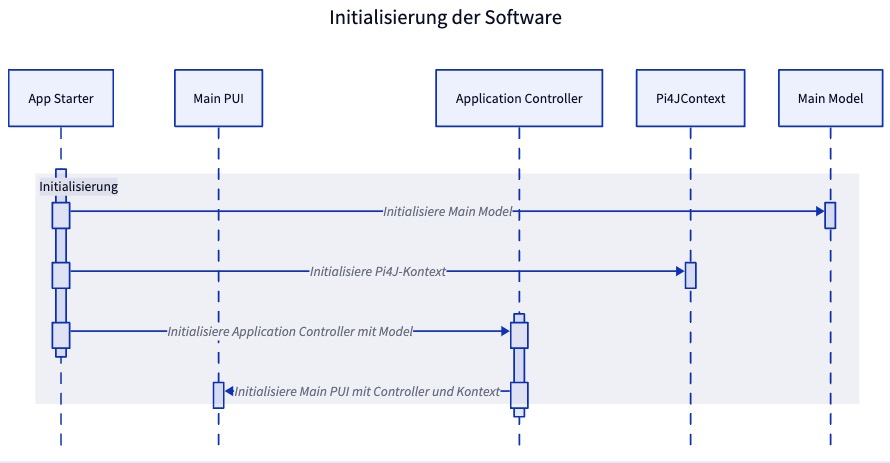 Initialisierung der Software
App Starter
Main PUI
Application Controller
Pi4JContext
Main Model
Initialisierung
Initialisiere Main Model
Initialisiere Pi4J-Kontext
Initialisiere Application Controller mit Model
Initialisiere Main PUI mit Controller und Kontext